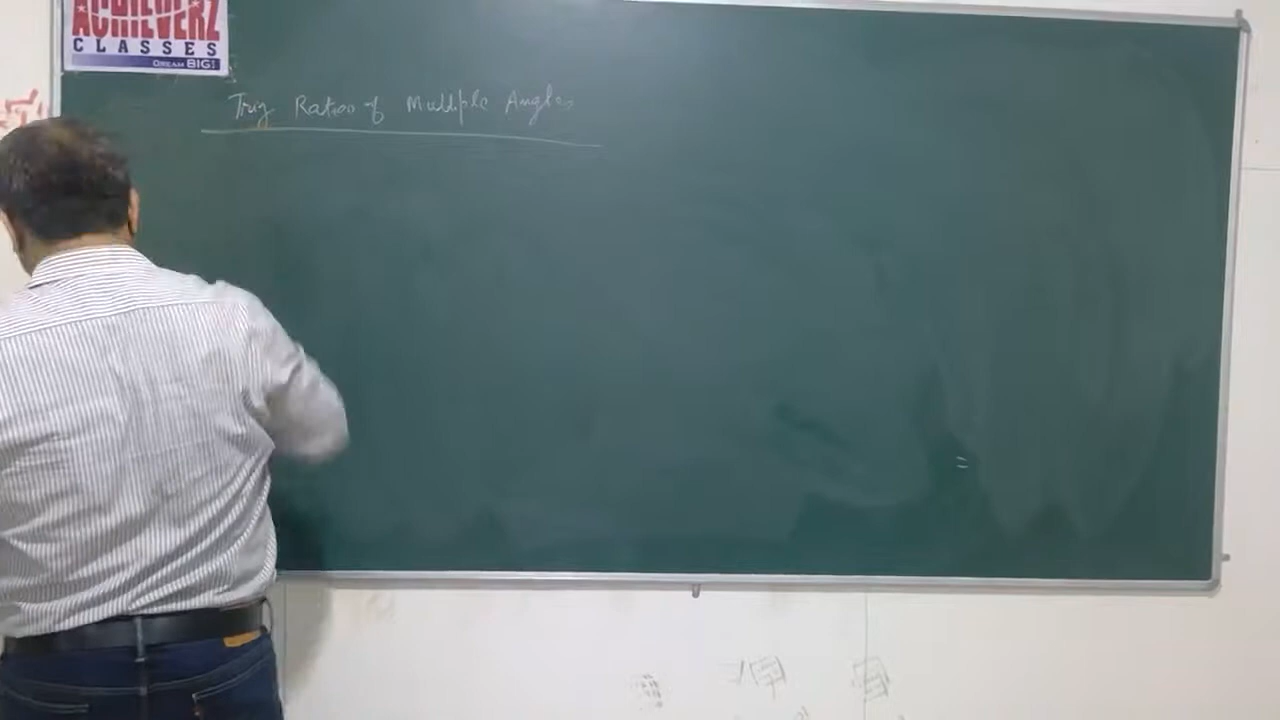 ACHIEVERZ
CLASSES
DREAM BIG!
Trig Ratios of Multiple Angles
=